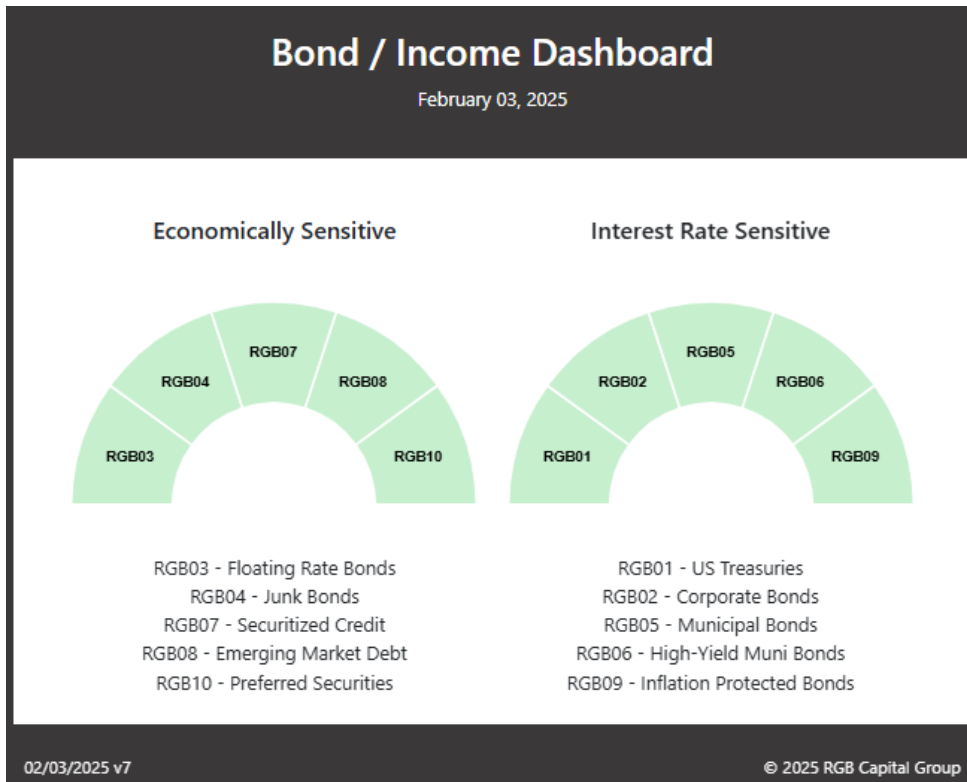 Bond / Income Dashboard
February 03, 2025
Economically Sensitive
RGB03
RGB04
RGB07
RGB08
RGB10
RGB03 - Floating Rate Bonds
RGB04 - Junk Bonds
RGB07 - Securitized Credit
RGB08 - Emerging Market Debt
RGB10 - Preferred Securities
Interest Rate Sensitive
RGB01
RGB02
RGB05
RGB06
RGB09
RGB01 - US Treasuries
RGB02 - Corporate Bonds
RGB05 - Municipal Bonds
RGB06 - High-Yield Muni Bonds
RGB09 - Inflation Protected Bonds
02/03/2025 v7
© 2025 RGB Capital Group